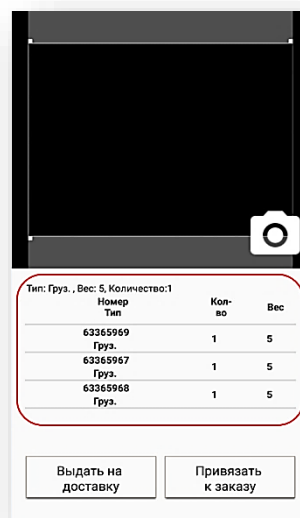 Тип: Груз. , Вес: 5, Количество:1
Номер Кол- Вес
Тип во
63365969 1 5
Груз.
63365967 1 5
Груз.
63365968 1 5
Груз.
Выдать на Привязать
доставку к заказу